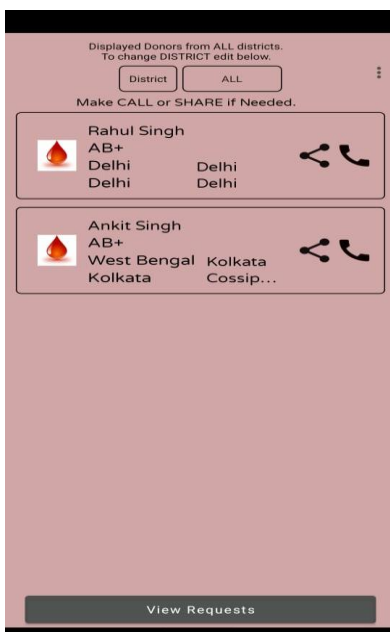 Displayed Donors from ALL districts.
To change DISTRICT edit below.
District ALL
Make CALL or SHARE if Needed.
Rahul Singh
AB+
Delhi Delhi
Delhi Delhi
Ankit Singh
AB+
West Bengal Kolkata
Kolkata Cossip...
View Requests